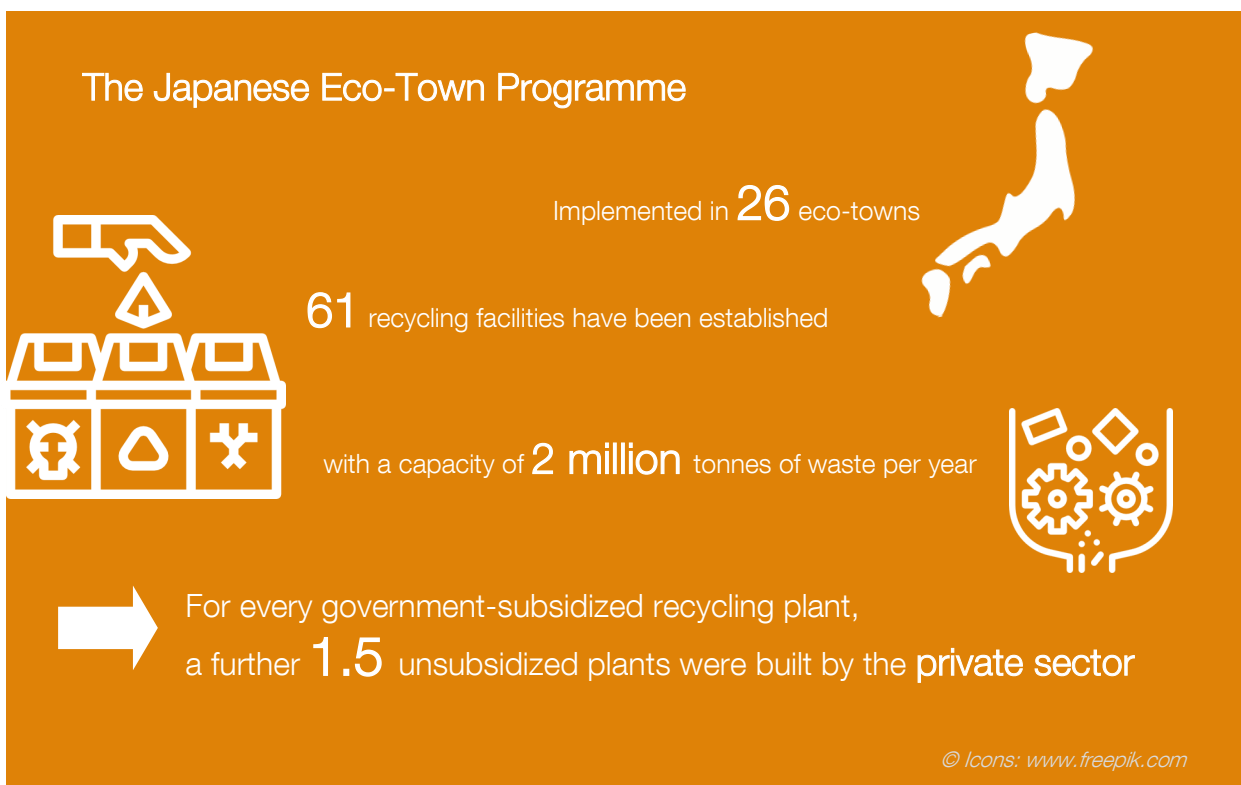 The Japanese Eco-Town Programme
Implemented in 26 eco-towns
61 recycling facilities have been established
with a capacity of 2 million tonnes of waste per year
For every government-subsidized recycling plant,
a further 1.5 unsubsidized plants were built by the private sector
© Icons: www.freepik.com